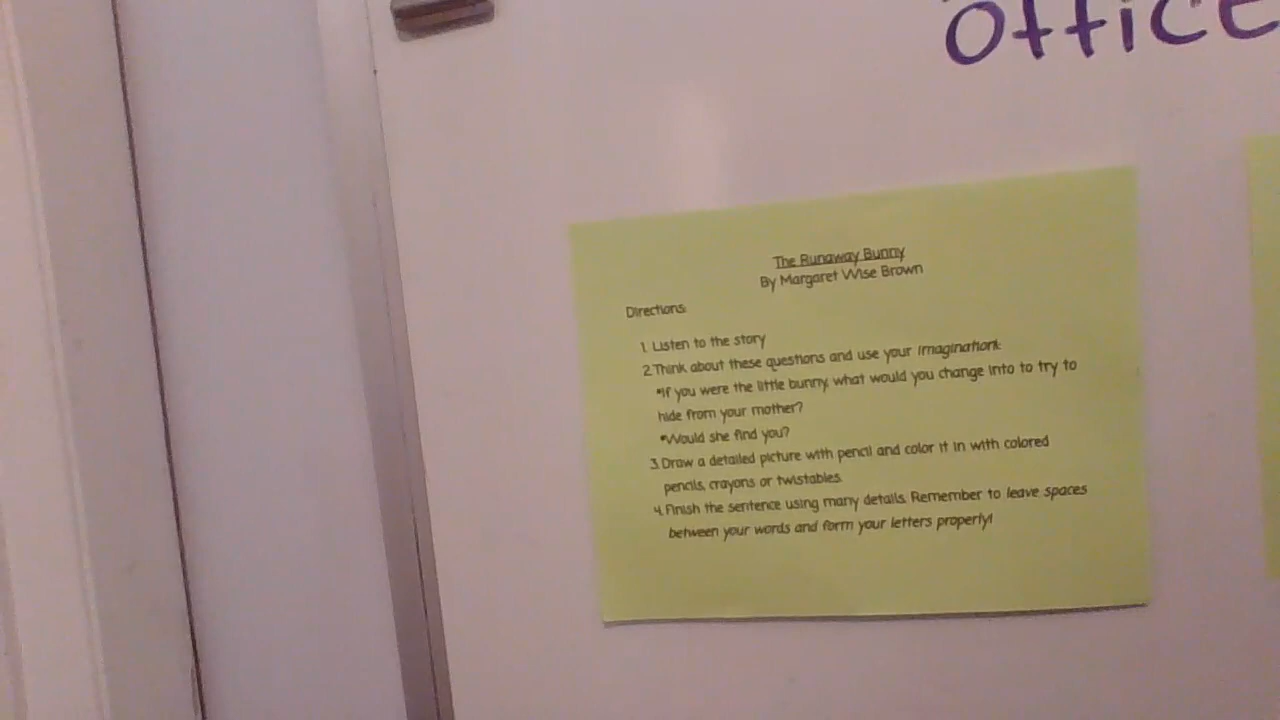 office
The Runaway Bunny
By Margaret Wise Brown
Directions:
1. Listen to the story
2. Think about these questions and use your imagination!:
*If you were the little bunny, what would you change into to try to
hide from your mother?
*Would she find you?
3. Draw a detailed picture with pencil and color it in with colored
pencils, crayons or twistables.
4. Finish the sentence using many details. Remember to leave spaces
between your words and form your letters properly!